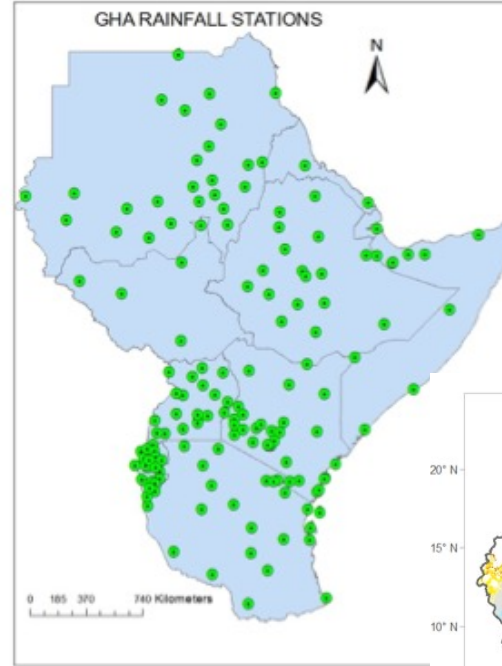 GHA RAINFALL STATIONS
N
20° N
15° N
0 185 370 740 Kilometers
10° N